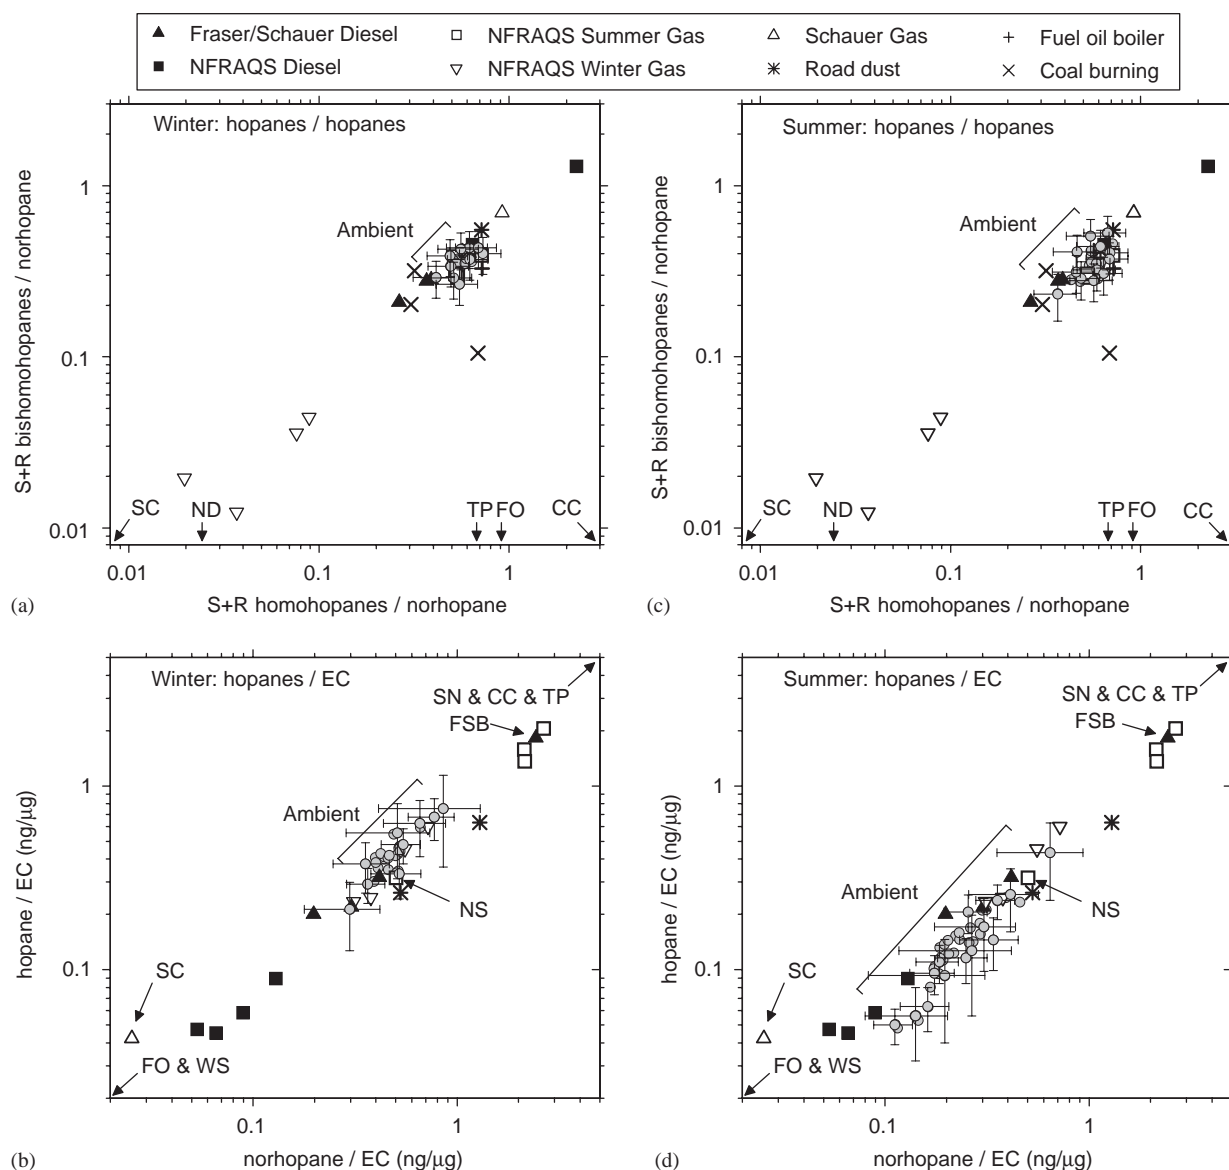 Fraser/Schauer Diesel NFRAQS Summer Gas Schauer Gas Fuel oil boiler
NFRAQS Diesel NFRAQS Winter Gas Road dust Coal burning
Winter: hopanes / hopanes
Ambient
S+R bishomohopanes / norhopane
1
0.1
0.01
SC ND TP FO CC
0.01 0.1 1
(a) S+R homohopanes / norhopane
Summer: hopanes / hopanes
Ambient
S+R bishomohopanes / norhopane
1
0.1
0.01
SC ND TP FO CC
0.01 0.1 1
(c) S+R homohopanes / norhopane
Winter: hopanes / EC
SN & CC & TP
FSB
Ambient
hopane / EC (ng/μg)
1
0.1
NS
SC
FO & WS
0.1 1
(b) norhopane / EC (ng/μg)
Summer: hopanes / EC
SN & CC & TP
FSB
Ambient
hopane / EC (ng/μg)
1
0.1
NS
SC
FO & WS
0.1 1
(d) norhopane / EC (ng/μg)